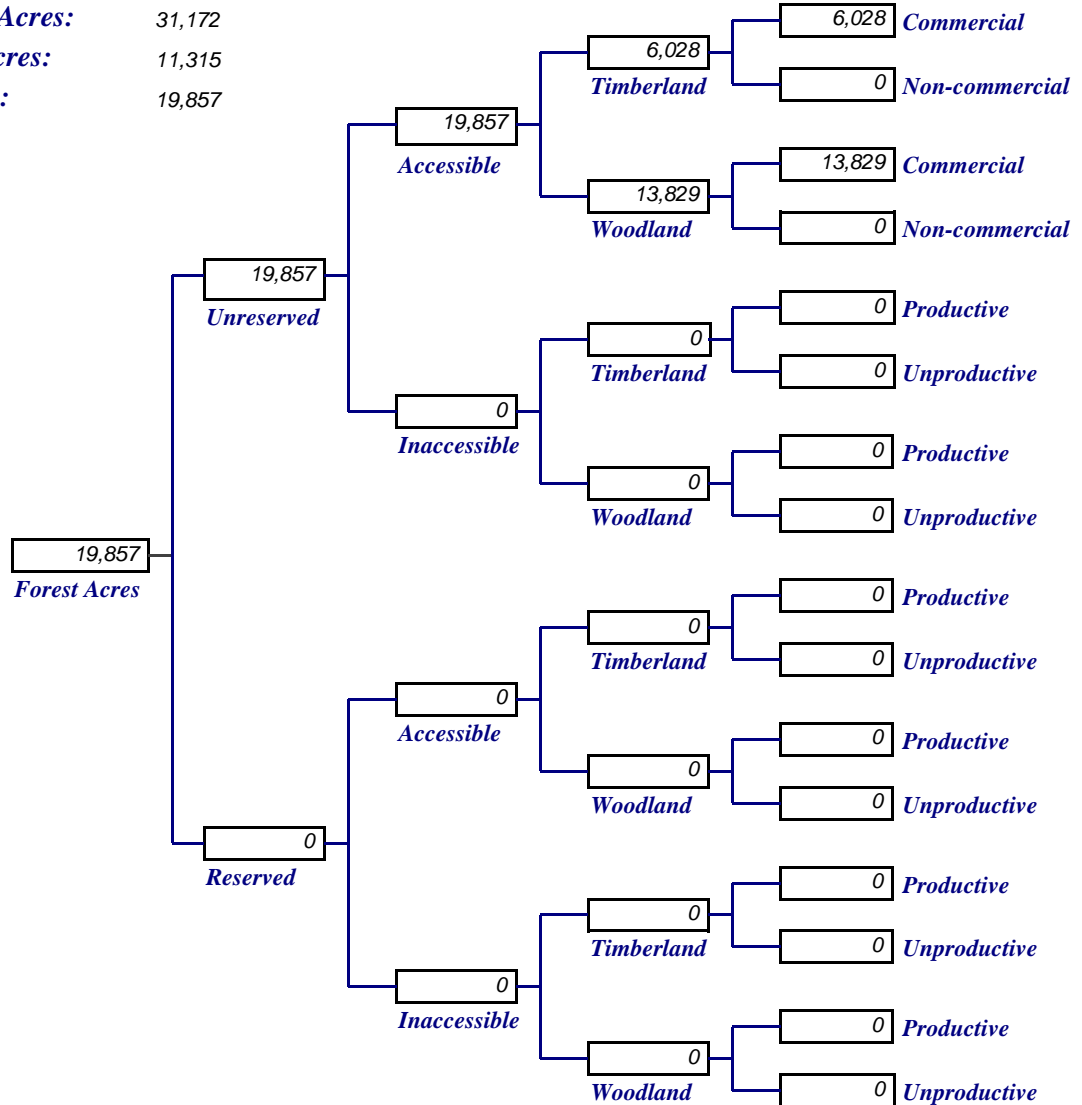 Acres: 31,172
cres: 11,315
: 19,857
6,028 Commercial
6,028
Timberland
0 Non-commercial
19,857
Accessible
13,829 Commercial
13,829
Woodland
0 Non-commercial
19,857
Unreserved
0 Productive
0
Timberland
0 Unproductive
0
Inaccessible
0 Productive
0
Woodland
0 Unproductive
19,857
Forest Acres
0 Productive
0
Timberland
0 Unproductive
0
Accessible
0 Productive
0
Woodland
0 Unproductive
0
Reserved
0 Productive
0
Timberland
0 Unproductive
0
Inaccessible
0 Productive
0
Woodland
0 Unproductive